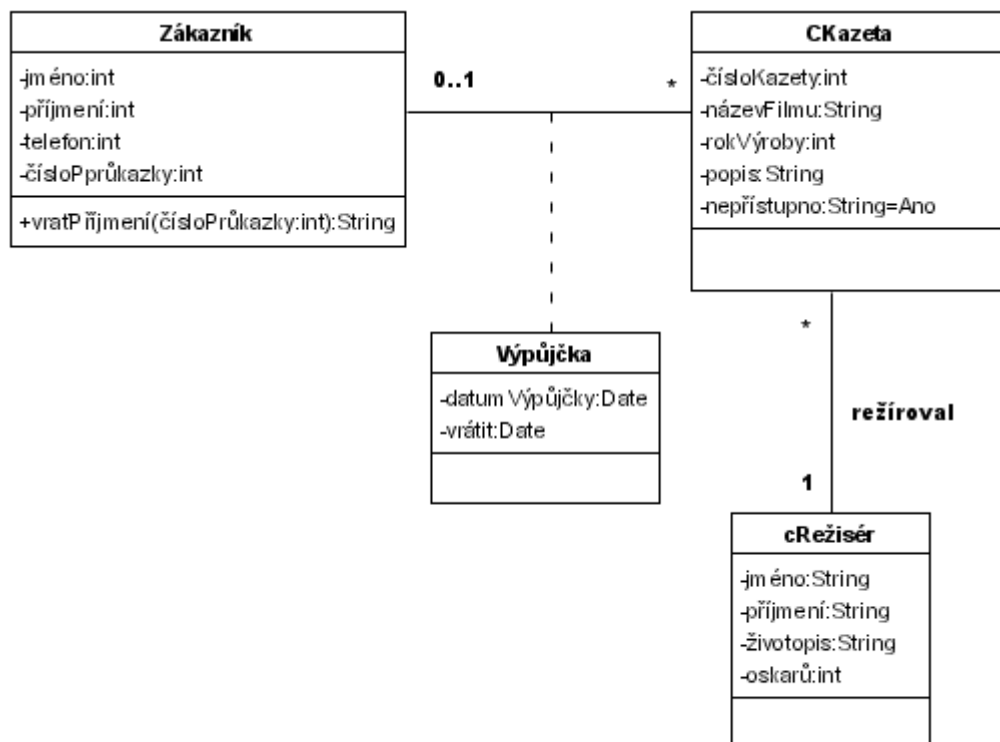 Zákazník
-jméno:int
-příjmení:int
-telefon:int
-čísloPprůkazky:int
+vratPříjmení(čísloPrůkazky:int):String
0..1
*
CKazeta
-čísloKazety:int
-názevFilmu:String
-rokVýroby:int
-popis:String
-nepřístupno:String=Ano
Výpůjčka
-datumVýpůjčky:Date
-vrátit:Date
*
režíroval
1
cRežisér
-jméno:String
-příjmení:String
-životopis:String
-oskarů:int